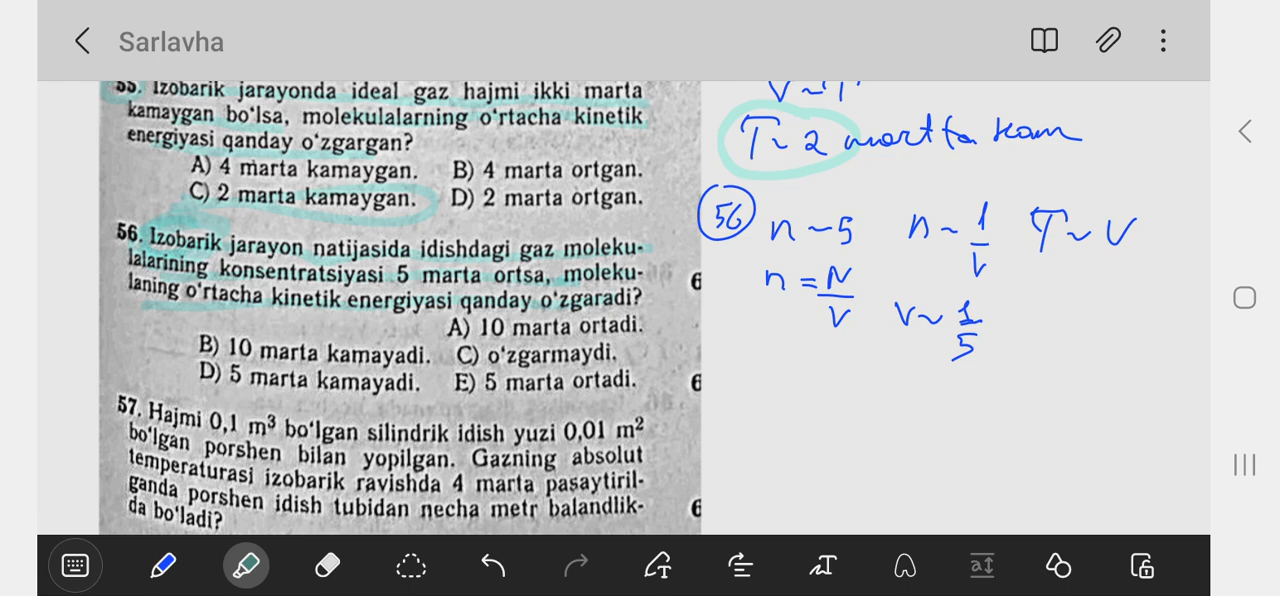 Sarlavha
55. Izobarik jarayonda ideal gaz hajmi ikki marta
kamaygan bo'lsa, molekulalarning o'rtacha kinetik
energiyasi qanday o'zgargan?
A) 4 marta kamaygan. B) 4 marta ortgan.
C) 2 marta kamaygan. D) 2 marta ortgan.
56. Izobarik jarayon natijasida idishdagi gaz moleku-
lalarining konsentratsiyasi 5 marta ortsa, moleku-
laning o'rtacha kinetik energiyasi qanday o'zgaradi?
A) 10 marta ortadi.
B) 10 marta kamayadi. C) o'zgarmaydi.
D) 5 marta kamayadi. E) 5 marta ortadi.
57. Hajmi 0,1 m³ bo'lgan silindrik idish yuzi 0,01 m²
bo'lgan porshen bilan yopilgan. Gazning absolut
temperaturasi izobarik ravishda 4 marta pasaytiril-
ganda porshen idish tubidan necha metr balandlik-
da bo'ladi?
6
6
6
V ~ T
T ~ 2 martta kam
56 n ~ 5 n ~ 1/V T ~ V
n = N/V V ~ 1/5